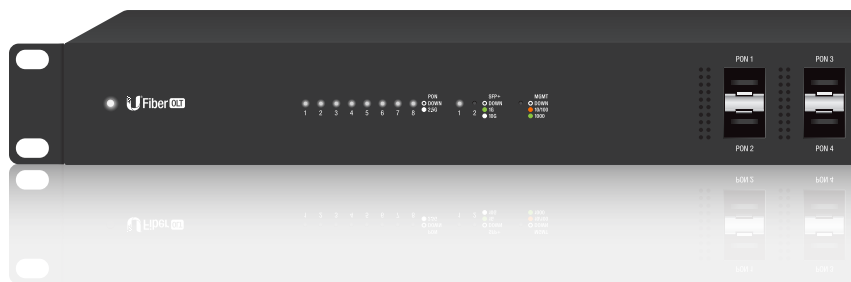 U Fiber OLT
1 2 3 4 5 6 7 8
PON
DOWN
2.5G
1 2
SFP+
DOWN
1G
10G
MGMT
DOWN
10/100
1000
PON 1 PON 3
PON 2 PON 4